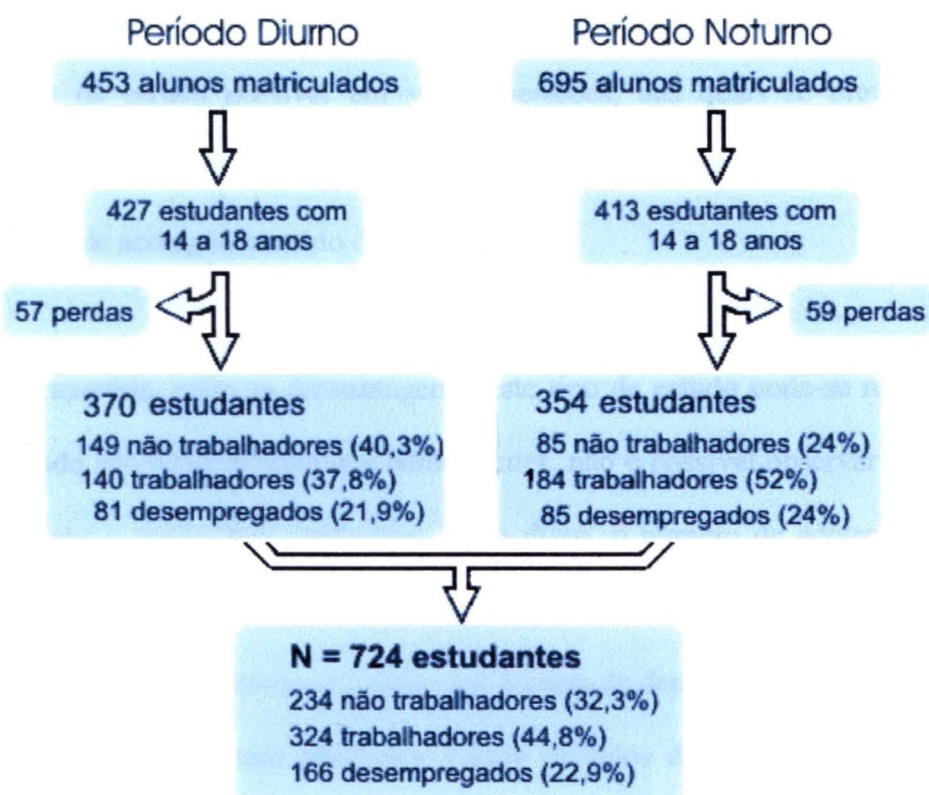 Período Diurno
453 alunos matriculados
427 estudantes com
14 a 18 anos
57 perdas
370 estudantes
149 não trabalhadores (40,3%)
140 trabalhadores (37,8%)
81 desempregados (21,9%)
Período Noturno
695 alunos matriculados
413 esdutantes com
14 a 18 anos
59 perdas
354 estudantes
85 não trabalhadores (24%)
184 trabalhadores (52%)
85 desempregados (24%)
N = 724 estudantes
234 não trabalhadores (32,3%)
324 trabalhadores (44,8%)
166 desempregados (22,9%)